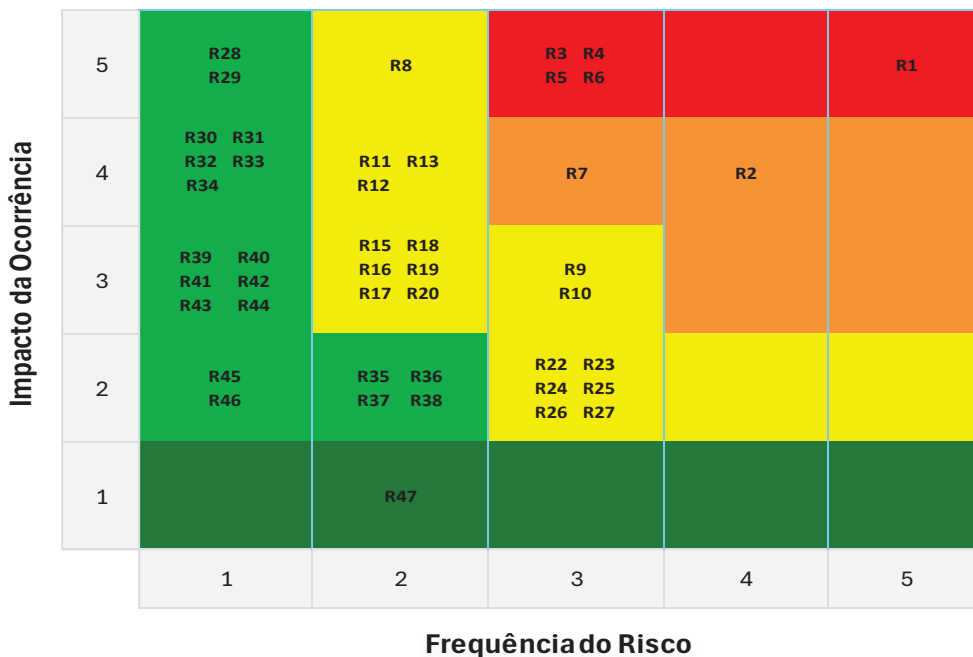 Impacto da Ocorrência
5
R28
R29
R8
R3 R4
R5 R6
R1
4
R30 R31
R32 R33
R34
R11 R13
R12
R7
R2
3
R39 R40
R41 R42
R43 R44
R15 R18
R16 R19
R17 R20
R9
R10
2
R45
R46
R35 R36
R37 R38
R22 R23
R24 R25
R26 R27
1
R47
1 2 3 4 5
Frequência do Risco